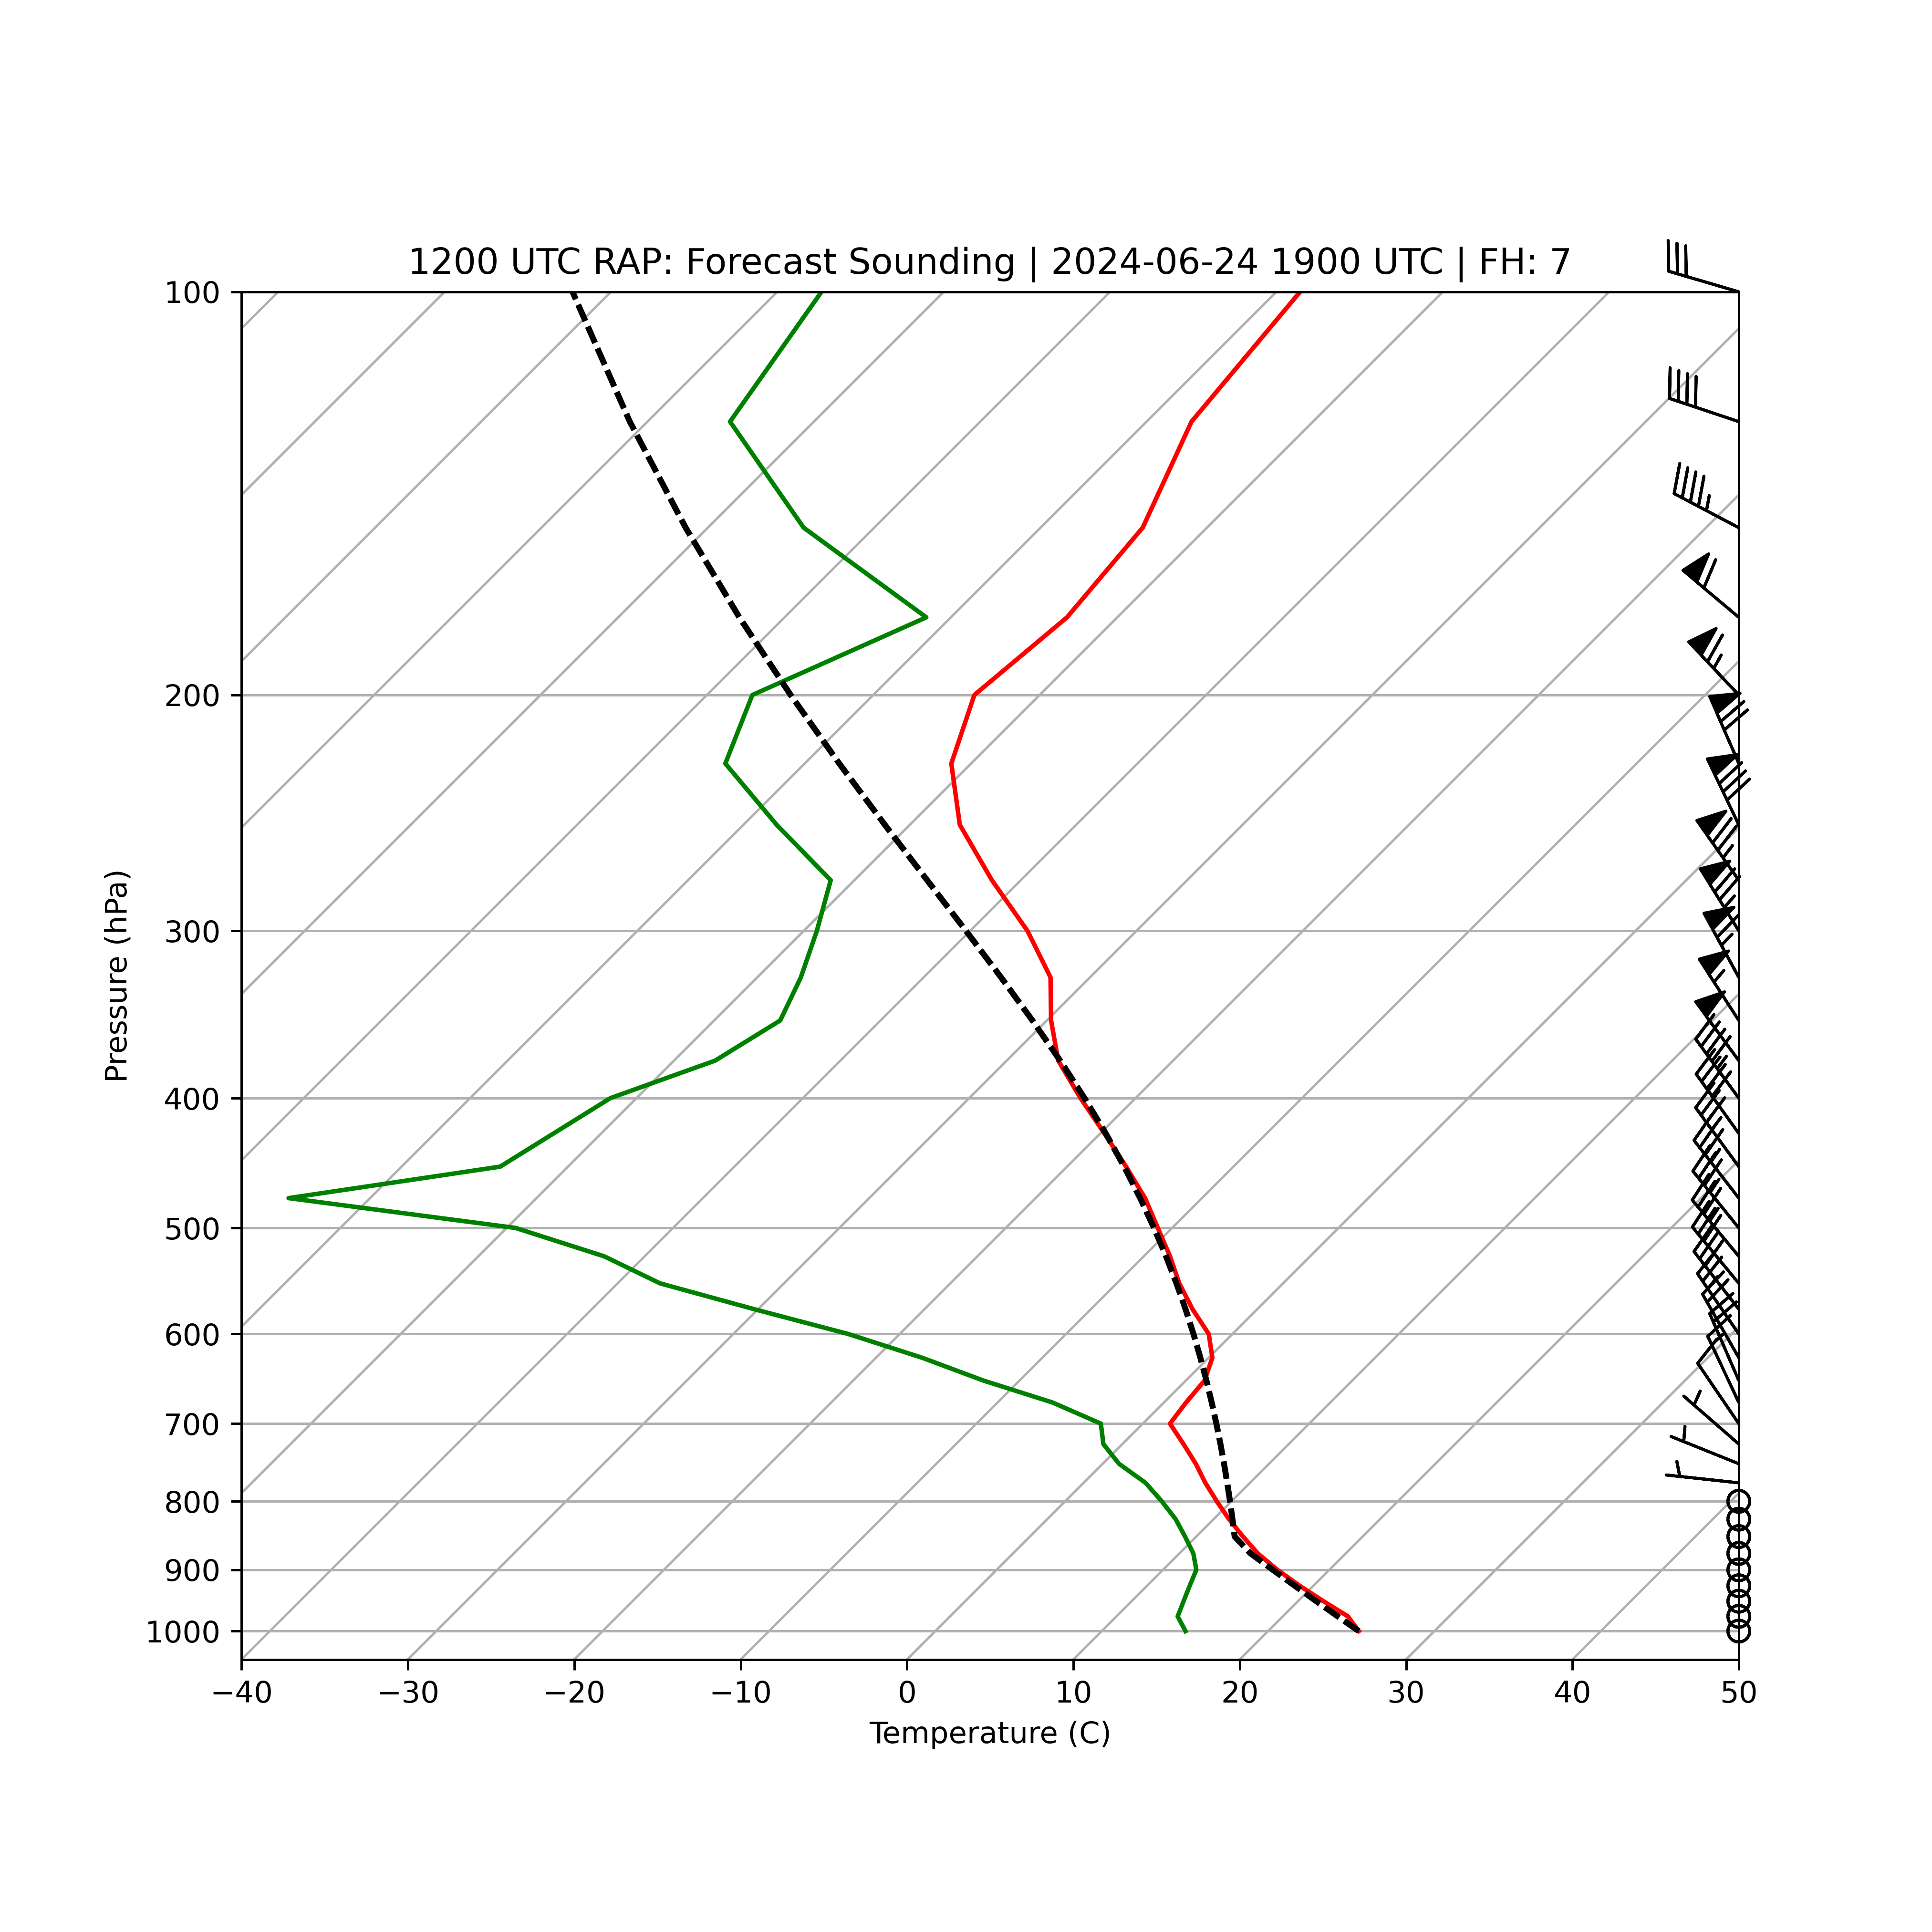 1200 UTC RAP: Forecast Sounding | 2024-06-24 1900 UTC | FH: 7
100
200
300
400
500
600
700
800
900
1000
Pressure (hPa)
−40 −30 −20 −10 0 10 20 30 40 50
Temperature (C)